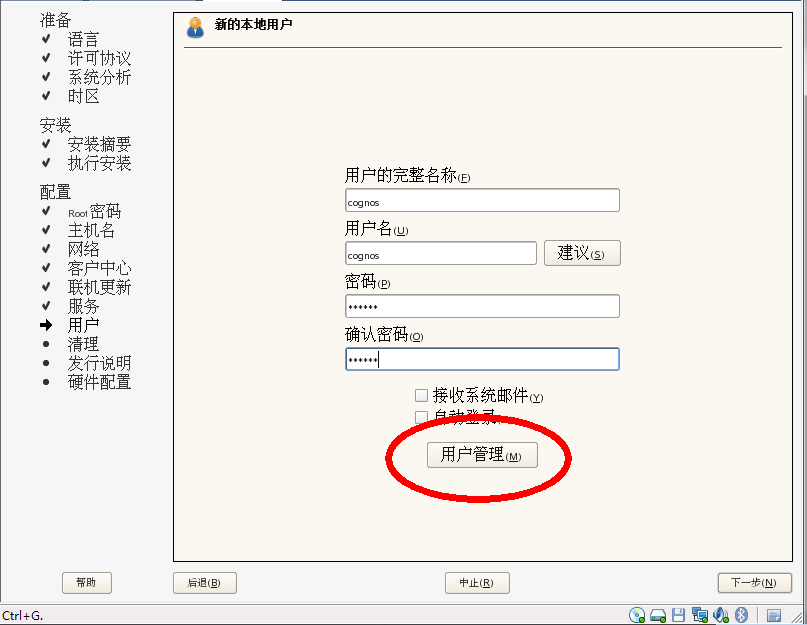 准备
语言
许可协议
系统分析
时区
安装
安装摘要
执行安装
配置
Root 密码
主机名
网络
客户中心
联机更新
服务
用户
清理
发行说明
硬件配置
新的本地用户
用户的完整名称(F)
cognos
用户名(U)
cognos
建议(S)
密码(P)
******
确认密码(O)
******
接收系统邮件(Y)
自动登录
用户管理(M)
帮助
后退(B)
中止(R)
下一步(N)
Ctrl+G.